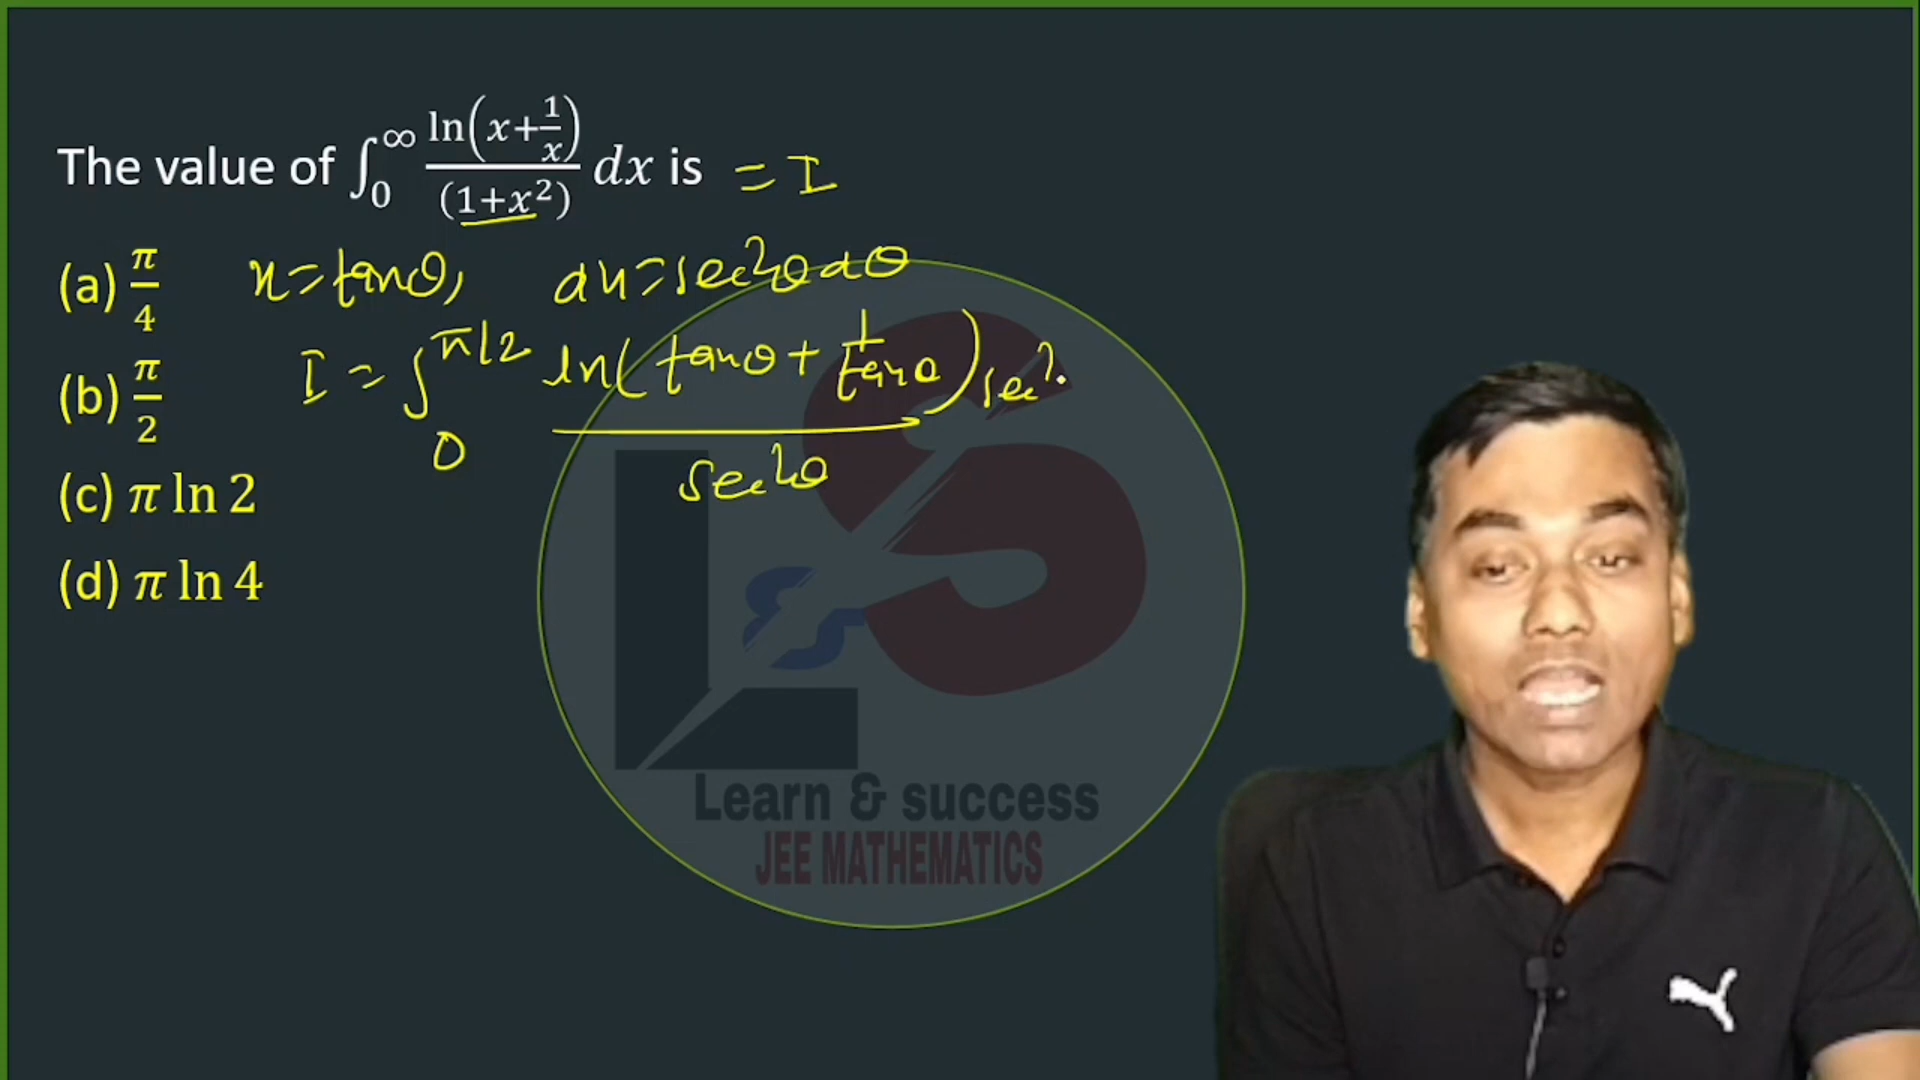 The value of ∫₀^∞ ln(x+1/x)/(1+x²) dx is = I
(a) π/4 x=tanθ, dx=sec²θdθ
(b) π/2 I = ∫₀^π/2 ln(tanθ + 1/tanθ) sec² / sec²θ
(c) π ln 2
(d) π ln 4
LS
&
Learn & success
JEE MATHEMATICS